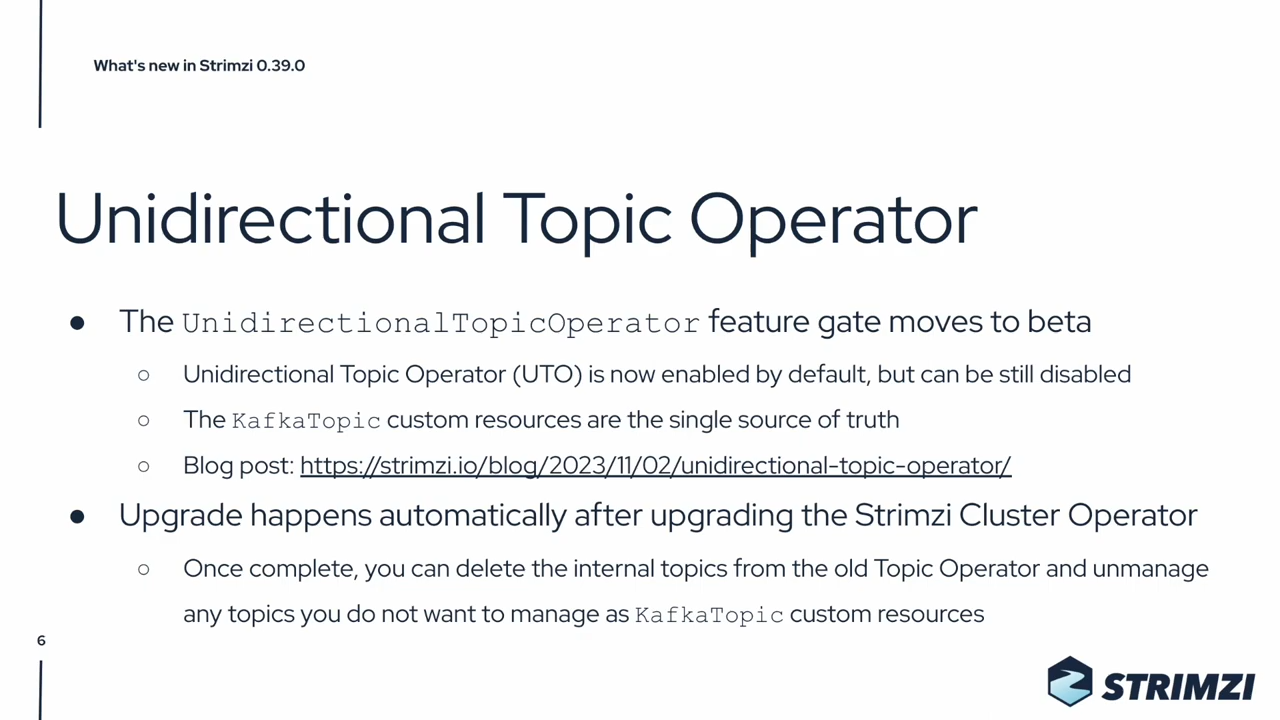 What's new in Strimzi 0.39.0
Unidirectional Topic Operator
● The UnidirectionalTopicOperator feature gate moves to beta
○ Unidirectional Topic Operator (UTO) is now enabled by default, but can be still disabled
○ The KafkaTopic custom resources are the single source of truth
○ Blog post: https://strimzi.io/blog/2023/11/02/unidirectional-topic-operator/
● Upgrade happens automatically after upgrading the Strimzi Cluster Operator
○ Once complete, you can delete the internal topics from the old Topic Operator and unmanage
any topics you do not want to manage as KafkaTopic custom resources
6
STRIMZI